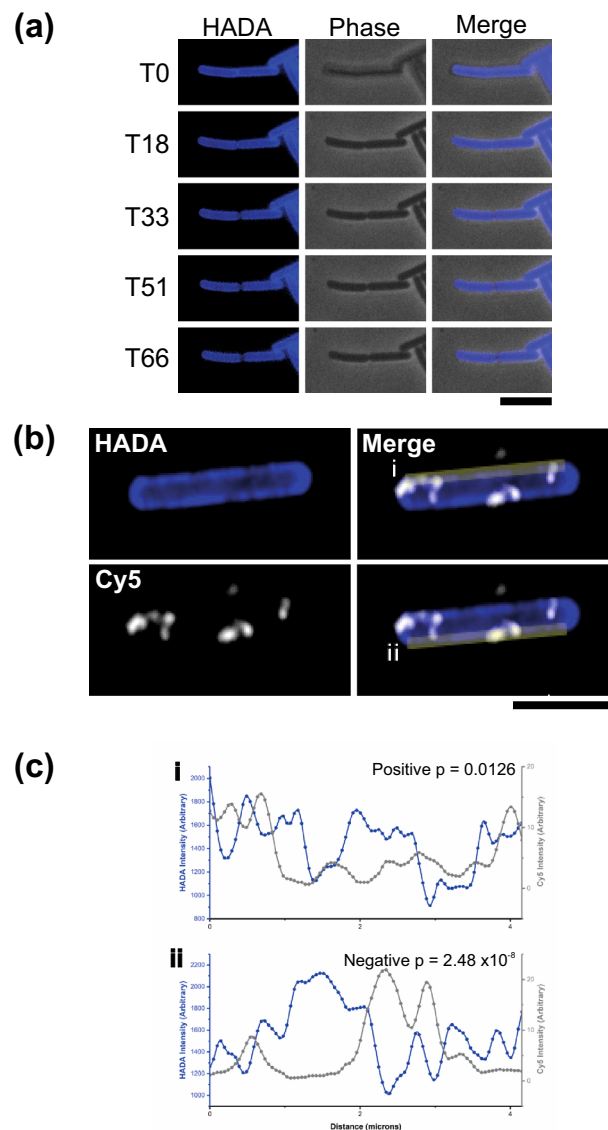 (a)
HADA Phase Merge
T0
T18
T33
T51
T66
(b)
HADA Merge
i
Cy5
ii
(c)
i Positive p = 0.0126
HADA Intensity (Arbitrary)
2000
1800
1600
1400
1200
1000
800
Cy5 Intensity (Arbitrary)
20
15
10
5
0
0 2 4
ii Negative p = 2.48 x10-8
HADA Intensity (Arbitrary)
2200
2000
1800
1600
1400
1200
1000
Cy5 Intensity (Arbitrary)
20
15
10
5
0
0 2 4
Distance (microns)